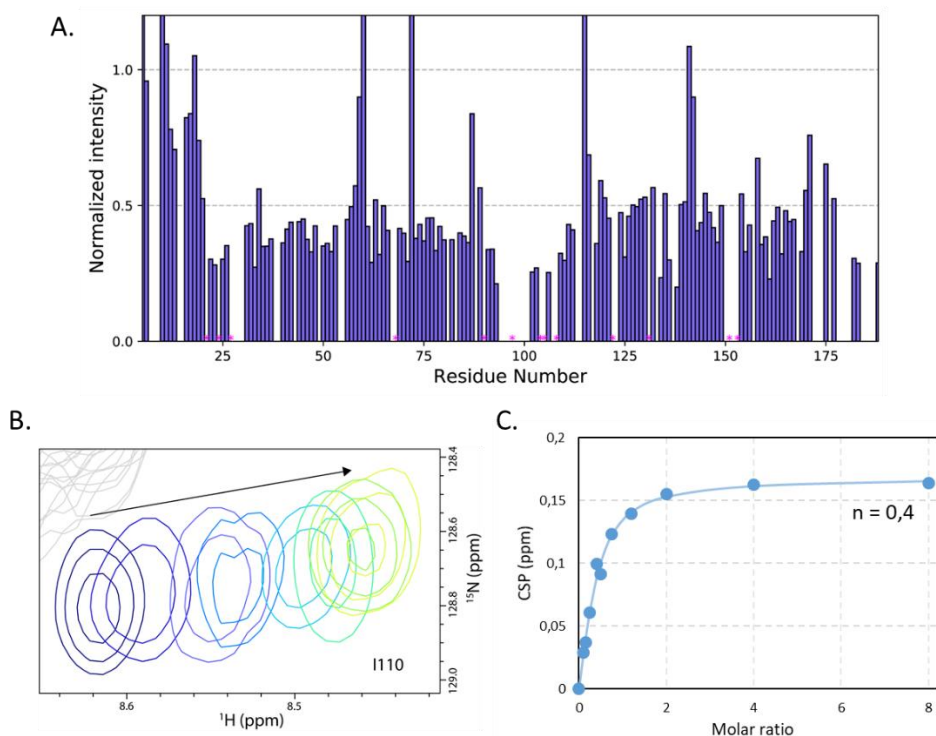 A.
Normalized intensity
1.0
0.5
0.0
25
50
75
100
125
150
175
Residue Number
B.
128.4
128.6
128.8
129.0
¹⁵N (ppm)
I110
8.6
8.5
¹H (ppm)
C.
0,2
0,15
0,1
0,05
0
CSP (ppm)
n = 0,4
0
2
4
6
8
Molar ratio